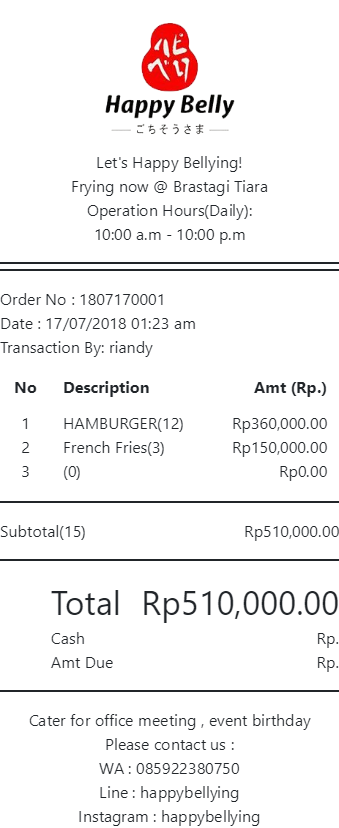 ハピ
べり
Happy Belly
ごちそうさま
Let's Happy Bellying!
Frying now @ Brastagi Tiara
Operation Hours(Daily):
10:00 a.m - 10:00 p.m
Order No : 1807170001
Date : 17/07/2018 01:23 am
Transaction By: riandy
No Description Amt (Rp.)
1 HAMBURGER(12) Rp360,000.00
2 French Fries(3) Rp150,000.00
3 (0) Rp0.00
Subtotal(15) Rp510,000.00
Total Rp510,000.00
Cash Rp.
Amt Due Rp.
Cater for office meeting , event birthday
Please contact us :
WA : 085922380750
Line : happybellying
Instagram : happybellying